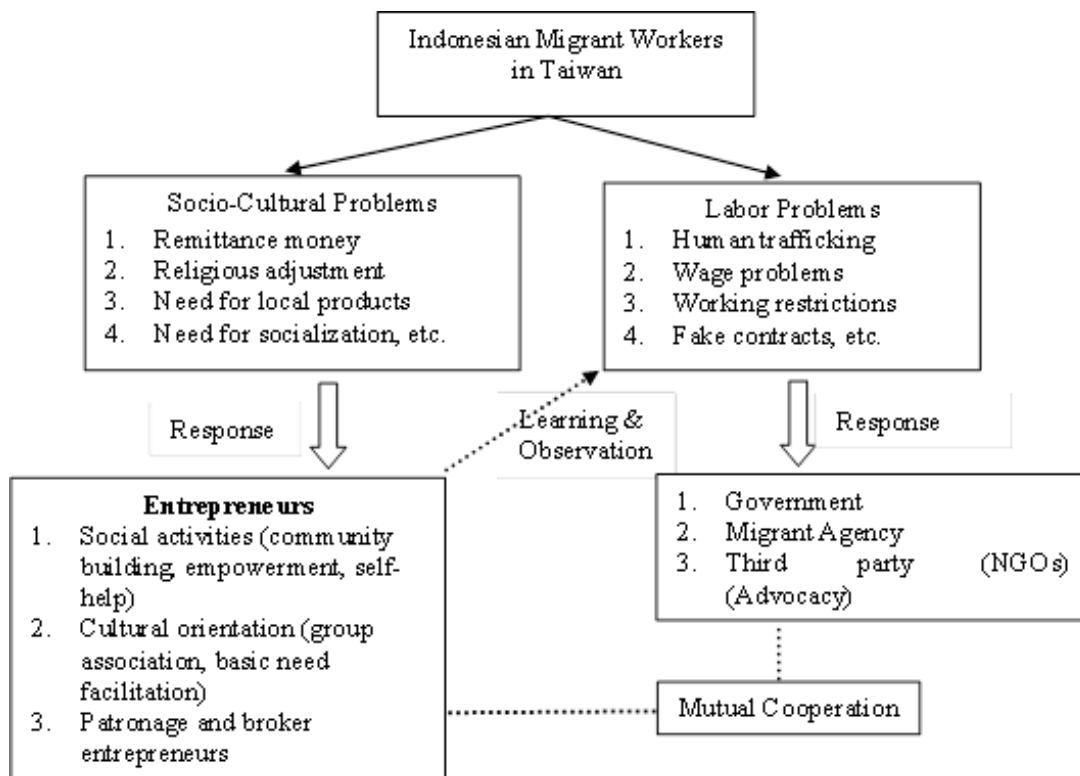 Indonesian Migrant Workers
in Taiwan
Socio-Cultural Problems
1. Remittance money
2. Religious adjustment
3. Need for local products
4. Need for socialization, etc.
Labor Problems
1. Human trafficking
2. Wage problems
3. Working restrictions
4. Fake contracts, etc.
Response
Learning &
Observation
Response
Entrepreneurs
1. Social activities (community
building, empowerment, self-
help)
2. Cultural orientation (group
association, basic need
facilitation)
3. Patronage and broker
entrepreneurs
1. Government
2. Migrant Agency
3. Third party (NGOs)
(Advocacy)
Mutual Cooperation